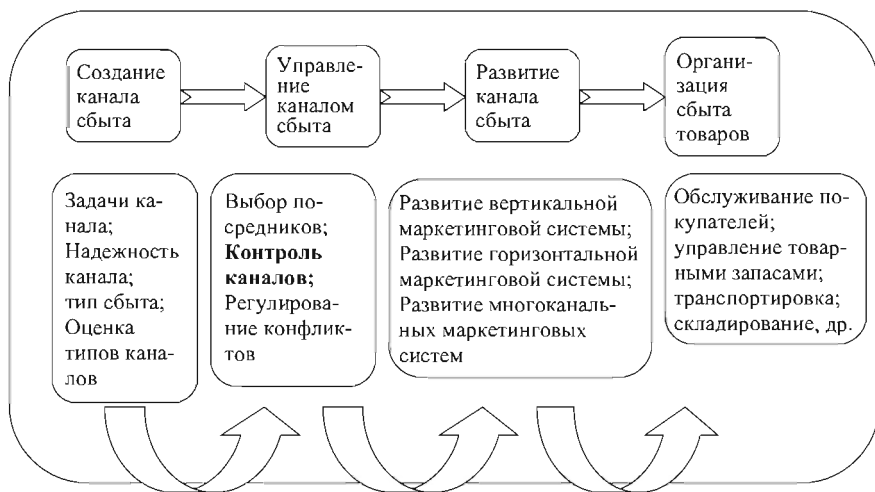 Создание
канала
сбыта
Управле-
ние
каналом
сбыта
Развитие
канала
сбыта
Органи-
зация
сбыта
товаров
Задачи ка-
нала;
Надежность
канала;
тип сбыта;
Оценка
типов кана-
лов
Выбор по-
средников;
Контроль
каналов;
Регулирова-
ние конфлик-
тов
Развитие вертикальной
маркетинговой системы;
Развитие горизонтальной
маркетинговой системы;
Развитие многоканаль-
ных маркетинговых
систем
Обслуживание по-
купателей;
управление товар-
ными запасами;
транспортировка;
складирование, др.